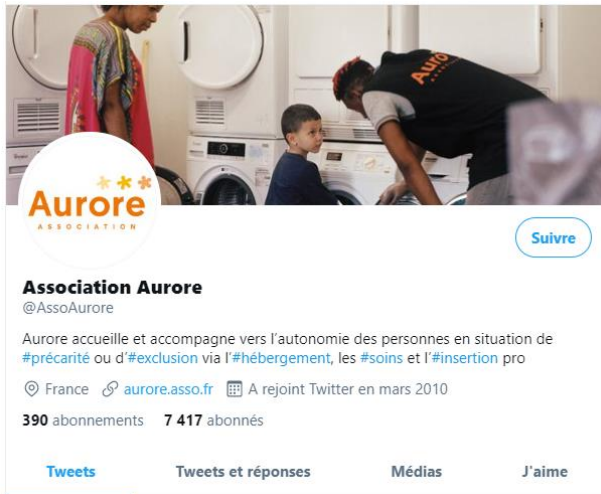 Aurore
ASSOCIATION
Aurore
ASSOCIATION
Suivre
Association Aurore
@AssoAurore
Aurore accueille et accompagne vers l'autonomie des personnes en situation de
#précarité ou d'#exclusion via l'#hébergement, les #soins et l'#insertion pro
France aurore.asso.fr A rejoint Twitter en mars 2010
390 abonnements 7 417 abonnés
Tweets Tweets et réponses Médias J'aime